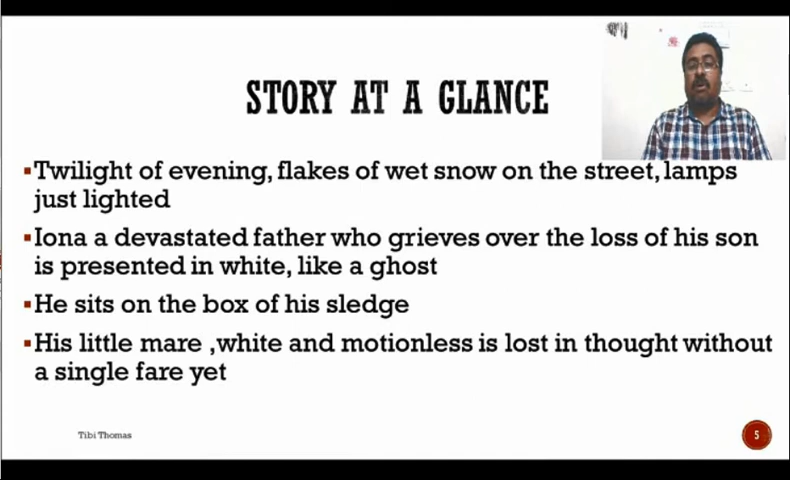 STORY AT A GLANCE
▪Twilight of evening, flakes of wet snow on the street, lamps
just lighted
▪Iona a devastated father who grieves over the loss of his son
is presented in white, like a ghost
▪He sits on the box of his sledge
▪His little mare ,white and motionless is lost in thought without
a single fare yet
Tibi Thomas
5